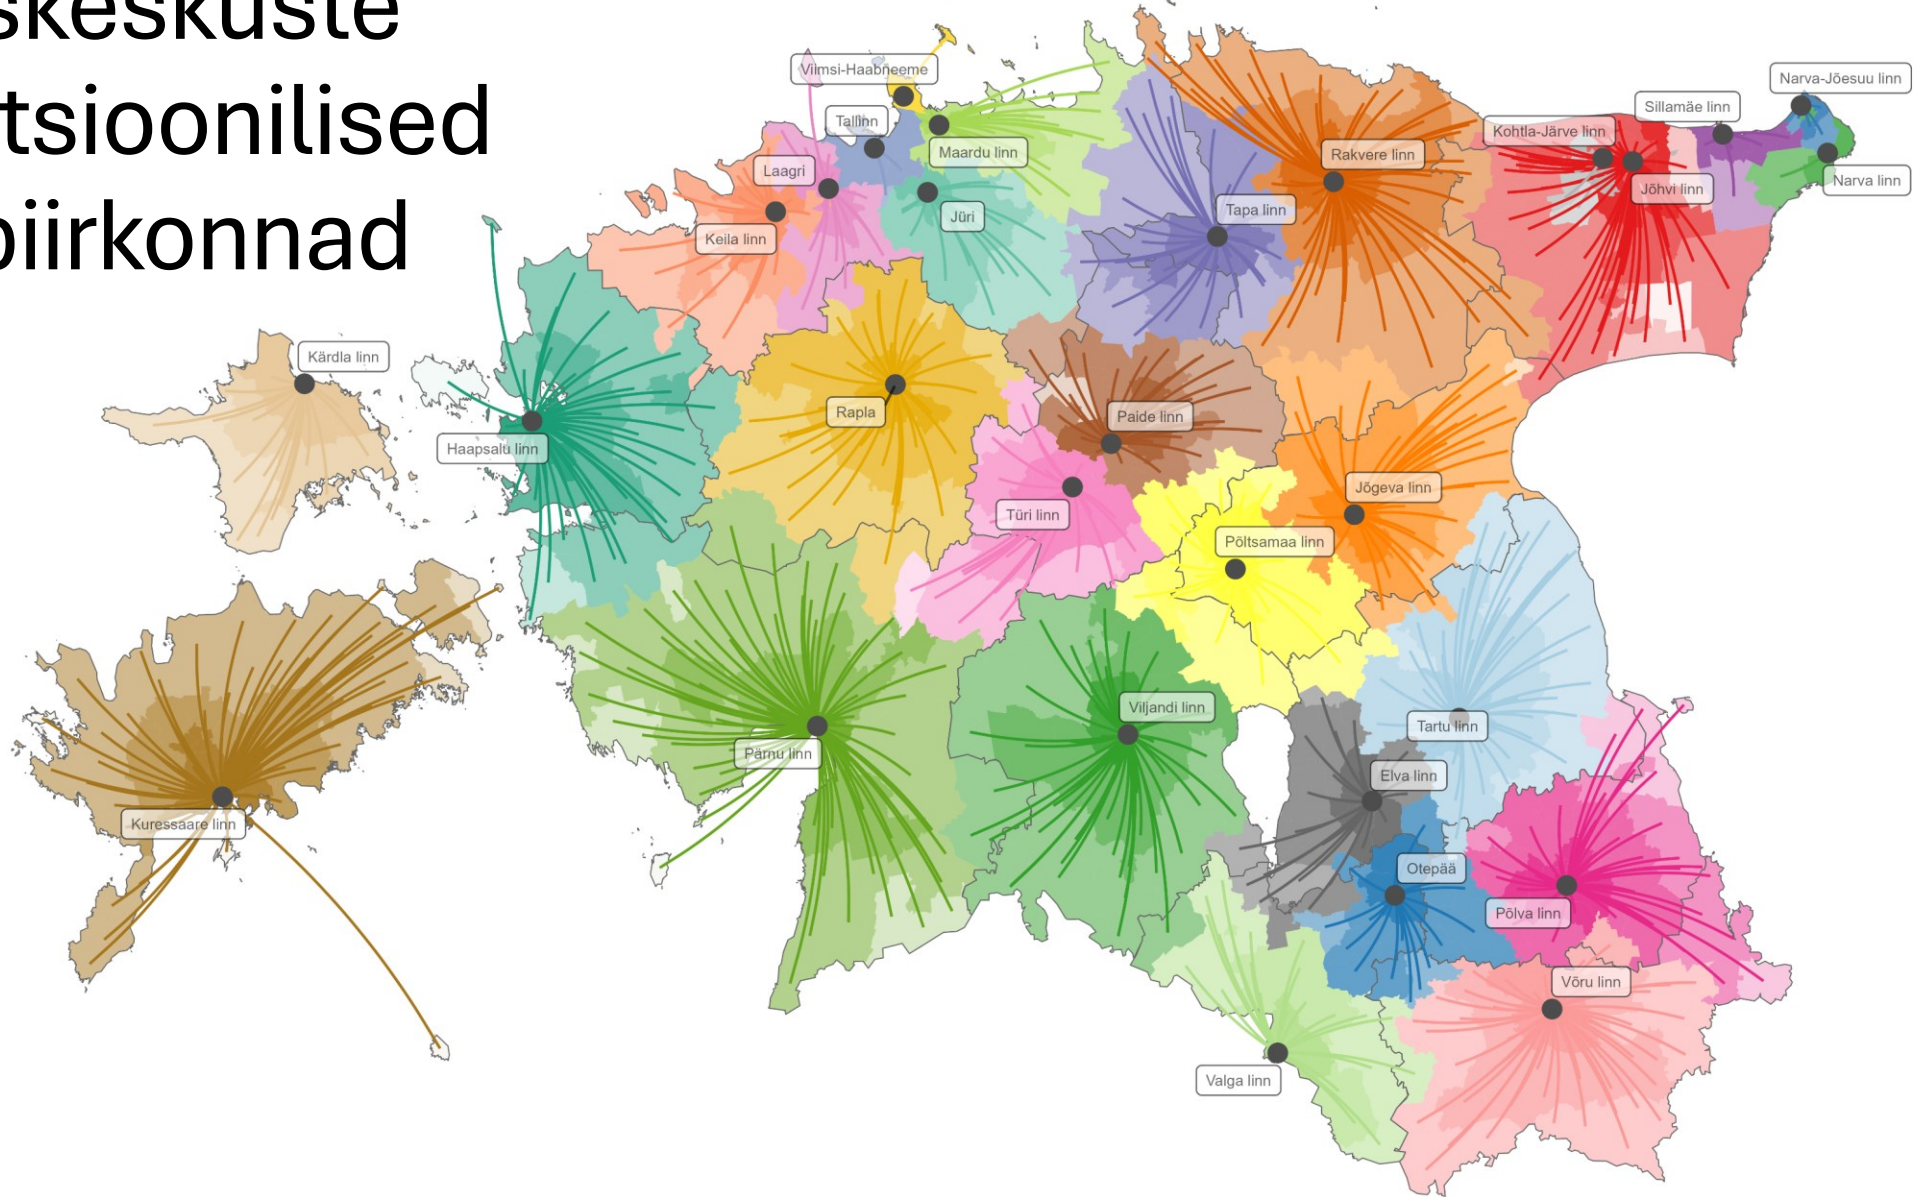 skeskuste
tsioonilised
piirkonnad
Viimsi-Haabneeme
Tallinn
Maardu linn
Laagri
Jüri
Keila linn
Tapa linn
Rakvere linn
Kohtla-Järve linn
Jõhvi linn
Sillamäe linn
Narva-Jõesuu linn
Narva linn
Kärdla linn
Haapsalu linn
Rapla
Paide linn
Türi linn
Jõgeva linn
Põltsamaa linn
Kuressaare linn
Pärnu linn
Viljandi linn
Tartu linn
Elva linn
Otepää
Põlva linn
Võru linn
Valga linn